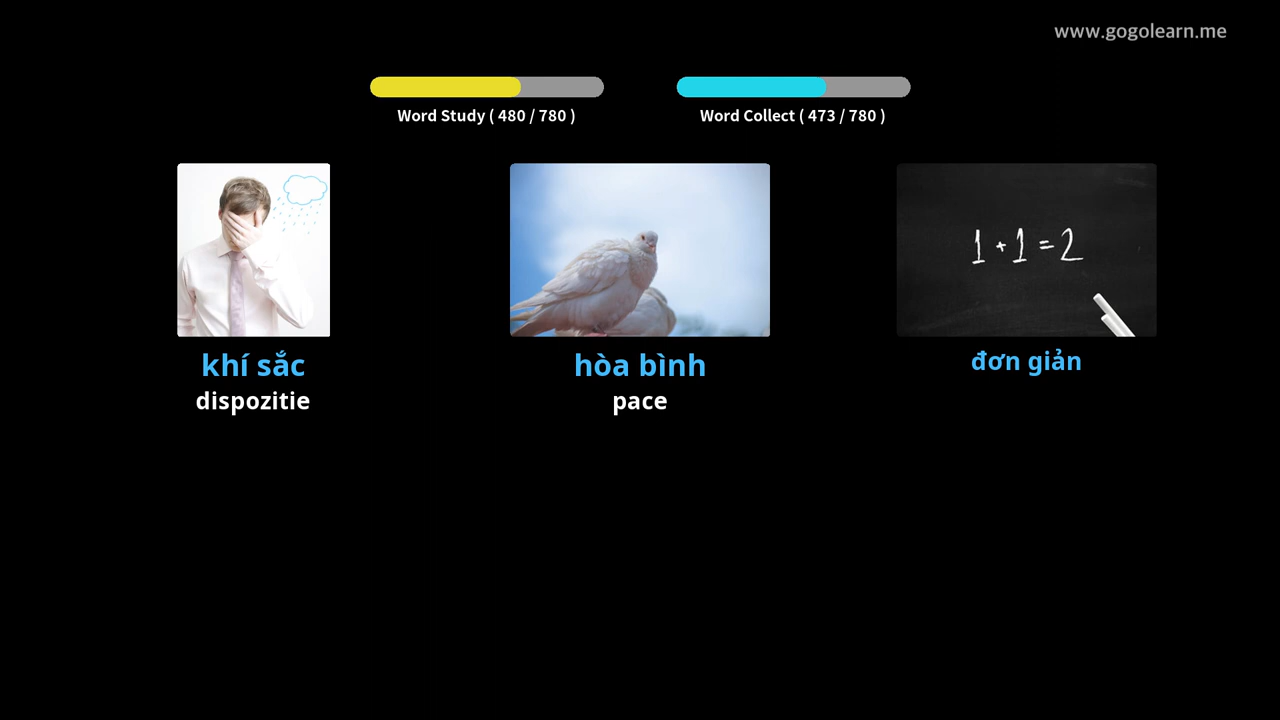 www.gogolearn.me
Word Study ( 480 / 780 )
Word Collect ( 473 / 780 )
1 + 1 = 2
khí sắc
hòa bình
đơn giản
dispozitie
pace